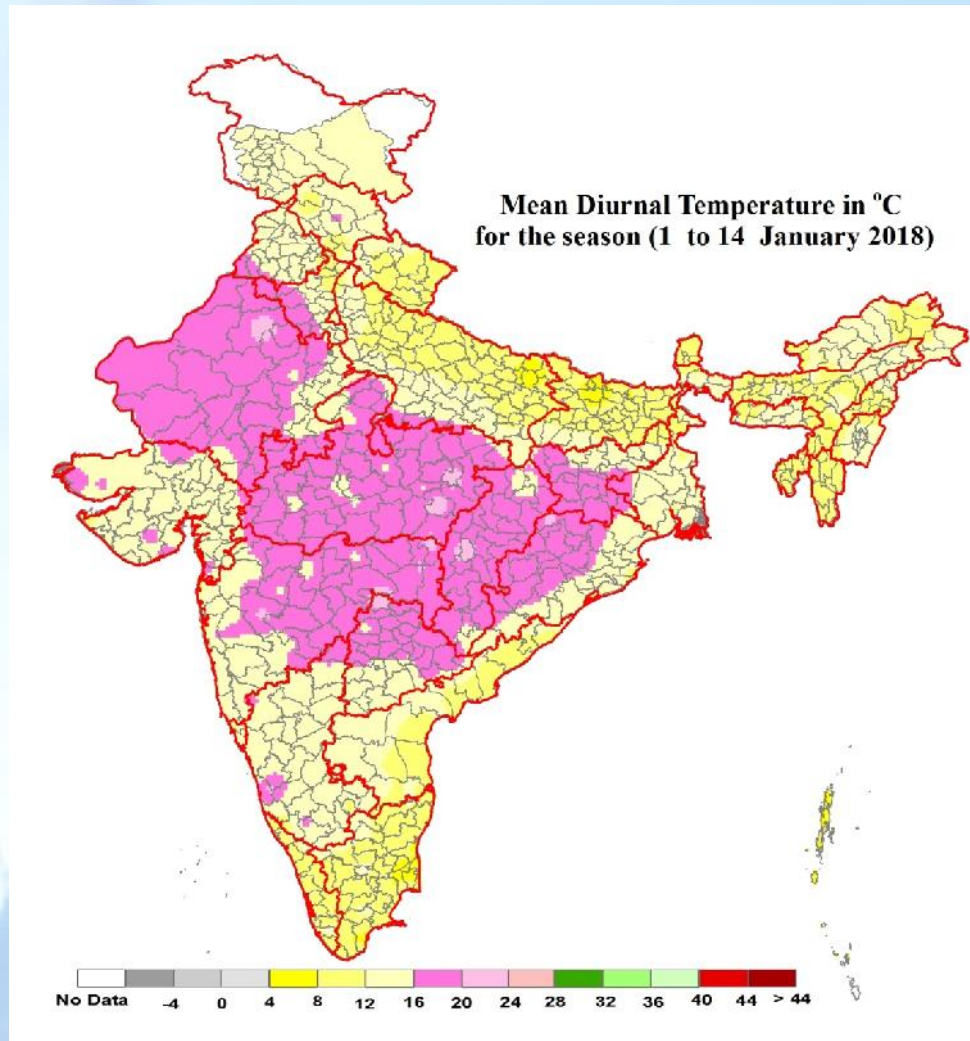 Mean Diurnal Temperature in °C
for the season (1 to 14 January 2018)
No Data -4 0 4 8 12 16 20 24 28 32 36 40 44 > 44